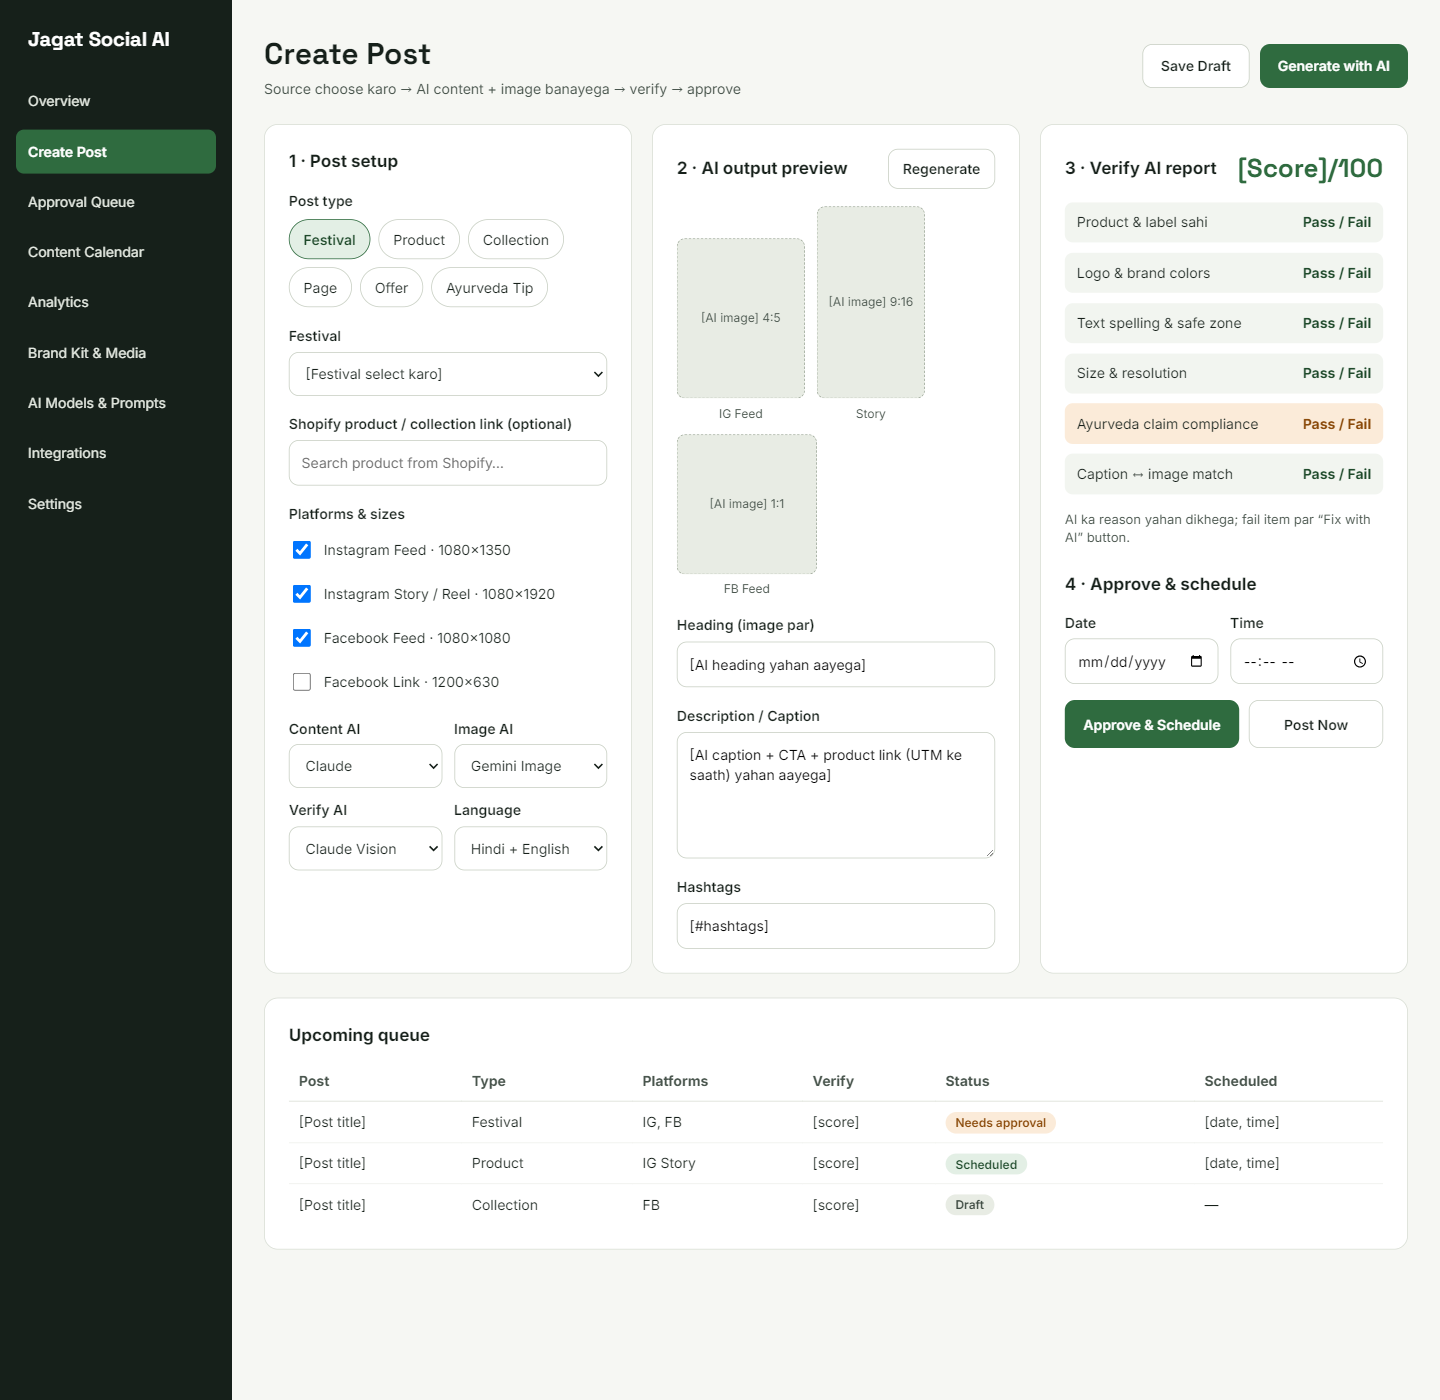 Jagat Social AI
Overview
Create Post
Approval Queue
Content Calendar
Analytics
Brand Kit & Media
AI Models & Prompts
Integrations
Settings
Create Post
Source choose karo → AI content + image banayega → verify → approve
Save Draft
Generate with AI
1 · Post setup
Post type
Festival
Product
Collection
Page
Offer
Ayurveda Tip
Festival
[Festival select karo]
Shopify product / collection link (optional)
Search product from Shopify...
Platforms & sizes
Instagram Feed · 1080×1350
Instagram Story / Reel · 1080×1920
Facebook Feed · 1080×1080
Facebook Link · 1200×630
Content AI
Image AI
Claude
Gemini Image
Verify AI
Language
Claude Vision
Hindi + English
2 · AI output preview
Regenerate
[AI image] 4:5
IG Feed
[AI image] 9:16
Story
[AI image] 1:1
FB Feed
Heading (image par)
[AI heading yahan aayega]
Description / Caption
[AI caption + CTA + product link (UTM ke
saath) yahan aayega]
Hashtags
[#hashtags]
3 · Verify AI report
[Score]/100
Product & label sahi Pass / Fail
Logo & brand colors Pass / Fail
Text spelling & safe zone Pass / Fail
Size & resolution Pass / Fail
Ayurveda claim compliance Pass / Fail
Caption ↔ image match Pass / Fail
AI ka reason yahan dikhega; fail item par “Fix with
AI” button.
4 · Approve & schedule
Date
Time
mm/dd/yyyy
--:-- --
Approve & Schedule
Post Now
Upcoming queue
Post Type Platforms Verify Status Scheduled
[Post title] Festival IG, FB [score] Needs approval [date, time]
[Post title] Product IG Story [score] Scheduled [date, time]
[Post title] Collection FB [score] Draft —